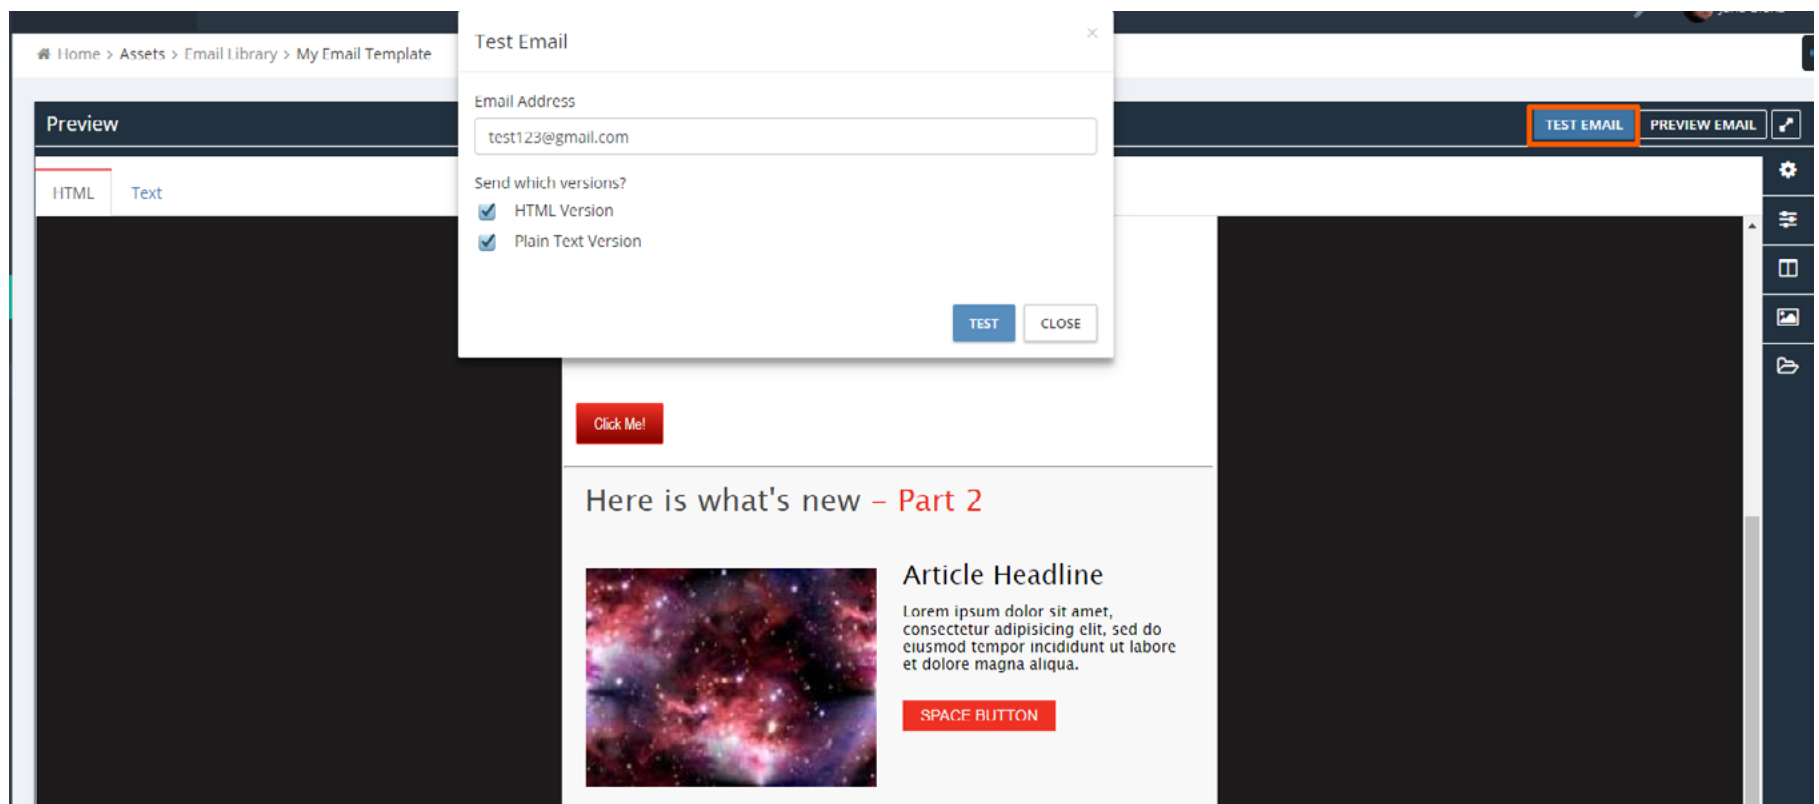 Home > Assets > Email Library > My Email Template
Test Email
×
Email Address
test123@gmail.com
Send which versions?
HTML Version
Plain Text Version
TEST
CLOSE
Preview
TEST EMAIL
PREVIEW EMAIL
HTML
Text
Click Me!
Here is what's new – Part 2
Article Headline
Lorem ipsum dolor sit amet,
consectetur adipisicing elit, sed do
eiusmod tempor incididunt ut labore
et dolore magna aliqua.
SPACE BUTTON